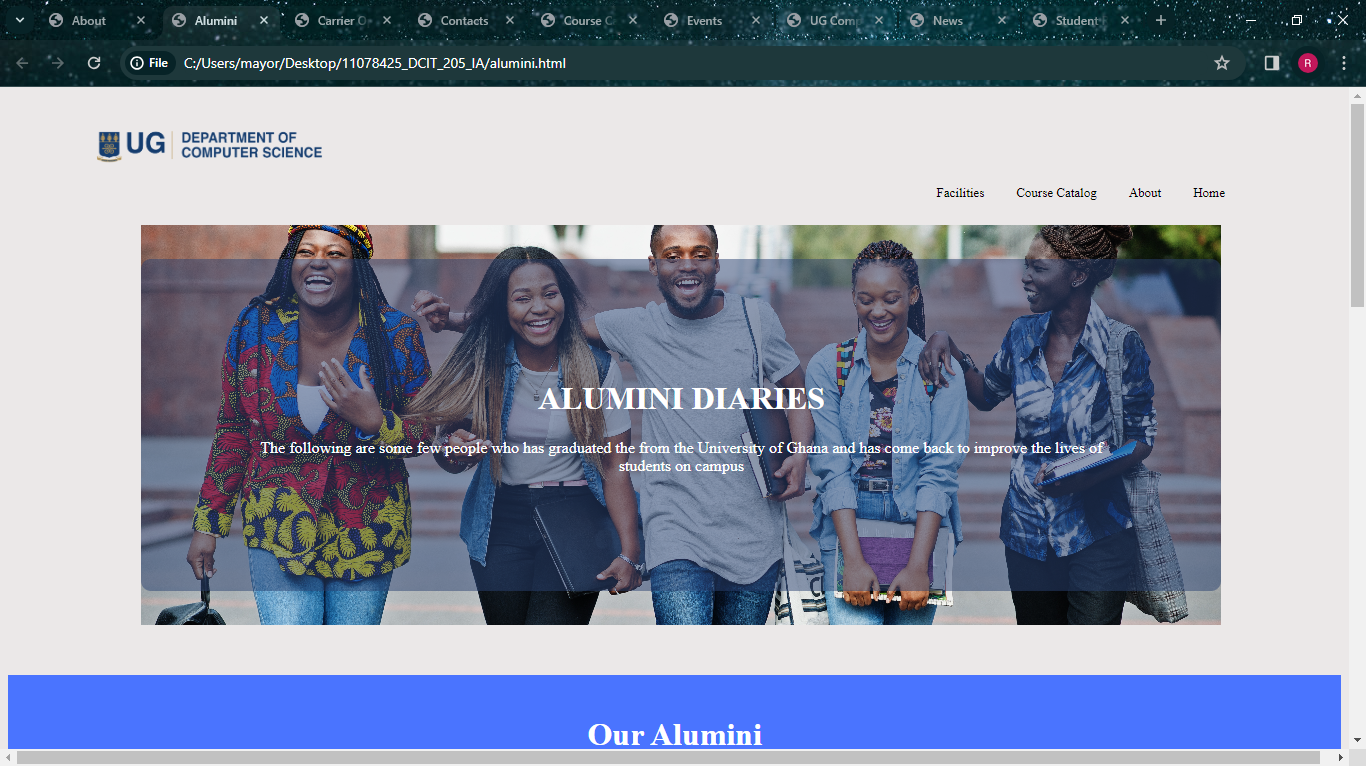 About
Alumini
Carrier O
Contacts
Course C
Events
UG Com
News
Student
File
C:/Users/mayor/Desktop/11078425_DCIT_205_IA/alumini.html
R
UG
DEPARTMENT OF
COMPUTER SCIENCE
Facilities
Course Catalog
About
Home
ALUMINI DIARIES
The following are some few people who has graduated the from the University of Ghana and has come back to improve the lives of
students on campus
Our Alumini